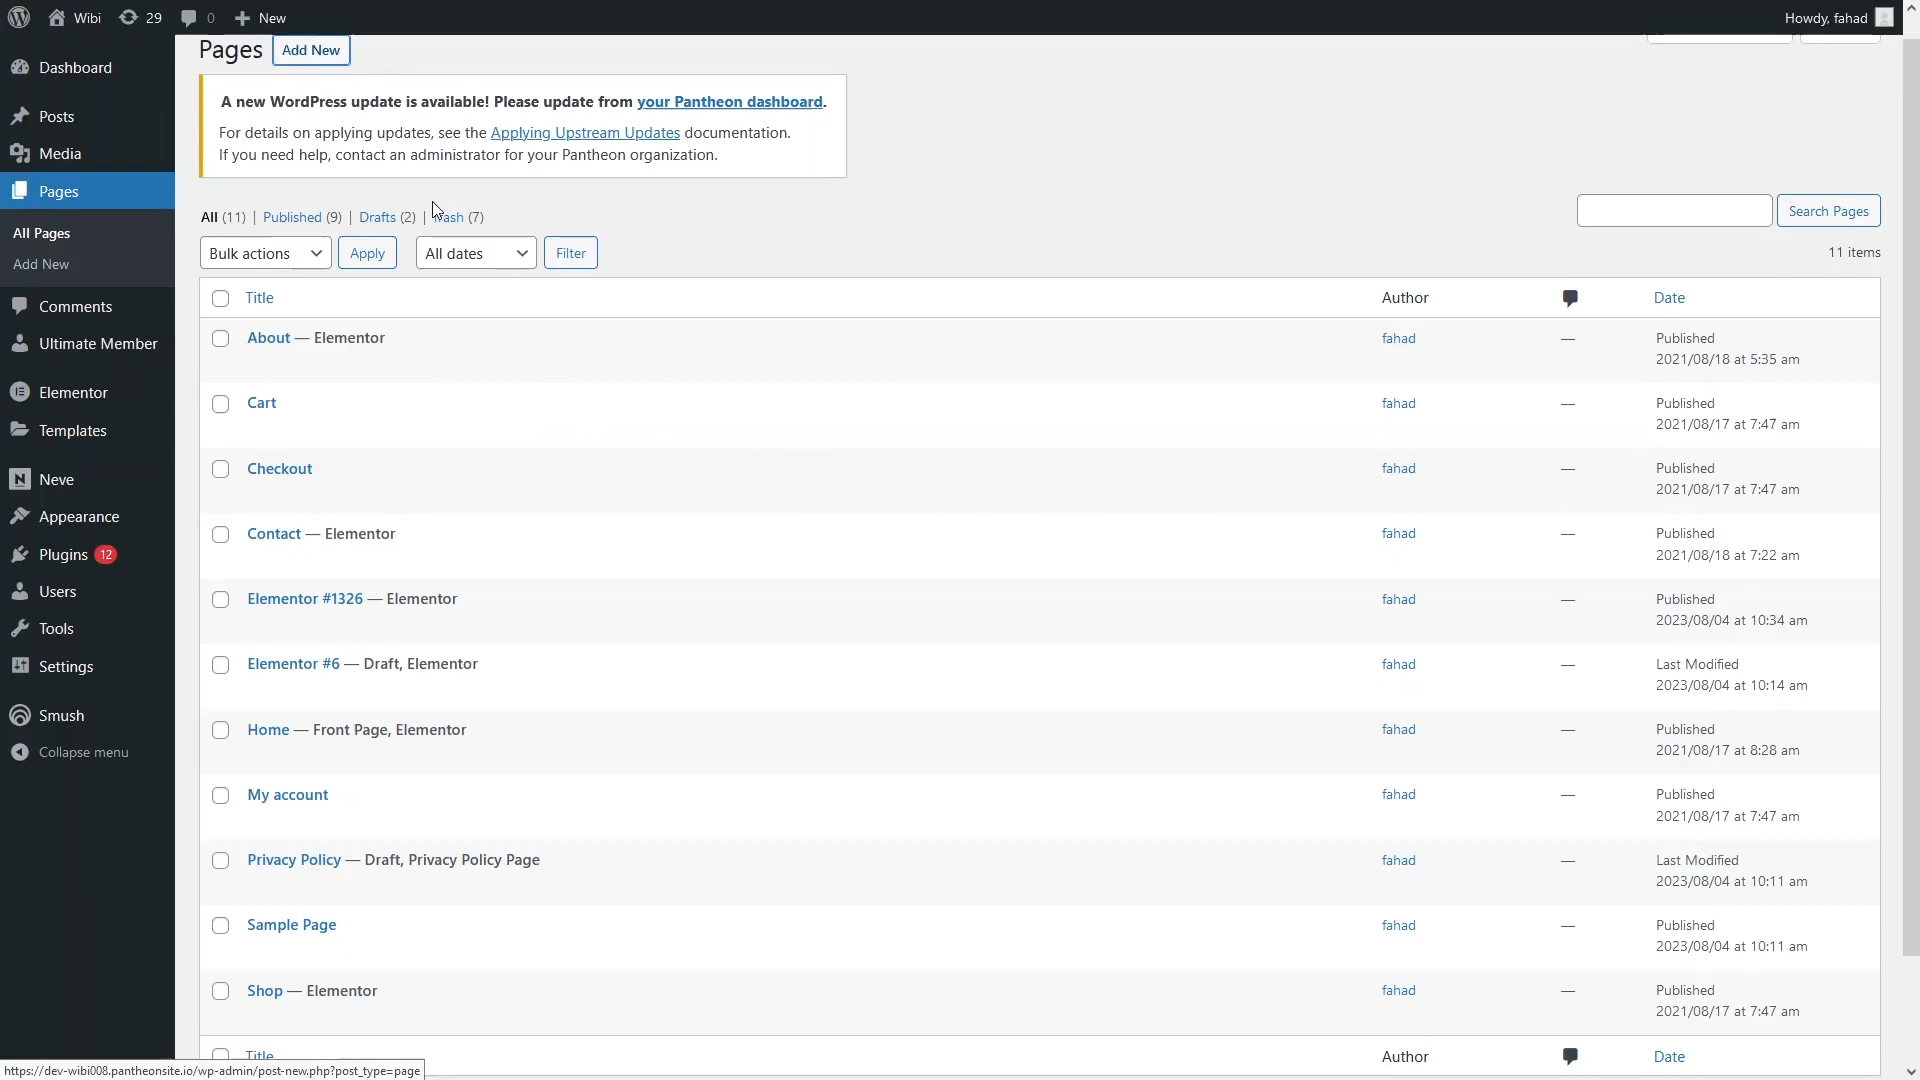 Wibi 29 0 New Howdy, fahad
Dashboard
Posts
Media
Pages
All Pages
Add New
Comments
Ultimate Member
Elementor
Templates
Neve
Appearance
Plugins 12
Users
Tools
Settings
Smush
Collapse menu
Pages Add New
A new WordPress update is available! Please update from your Pantheon dashboard.
For details on applying updates, see the Applying Upstream Updates documentation.
If you need help, contact an administrator for your Pantheon organization.
All (11) | Published (9) | Drafts (2) | Trash (7)
Search Pages
Bulk actions Apply All dates Filter
11 items
Title Author Date
About — Elementor fahad — Published
2021/08/18 at 5:35 am
Cart fahad — Published
2021/08/17 at 7:47 am
Checkout fahad — Published
2021/08/17 at 7:47 am
Contact — Elementor fahad — Published
2021/08/18 at 7:22 am
Elementor #1326 — Elementor fahad — Published
2023/08/04 at 10:34 am
Elementor #6 — Draft, Elementor fahad — Last Modified
2023/08/04 at 10:14 am
Home — Front Page, Elementor fahad — Published
2021/08/17 at 8:28 am
My account fahad — Published
2021/08/17 at 7:47 am
Privacy Policy — Draft, Privacy Policy Page fahad — Last Modified
2023/08/04 at 10:11 am
Sample Page fahad — Published
2023/08/04 at 10:11 am
Shop — Elementor fahad — Published
2021/08/17 at 7:47 am
Title Author Date
https://dev-wibi008.pantheonsite.io/wp-admin/post-new.php?post_type=page